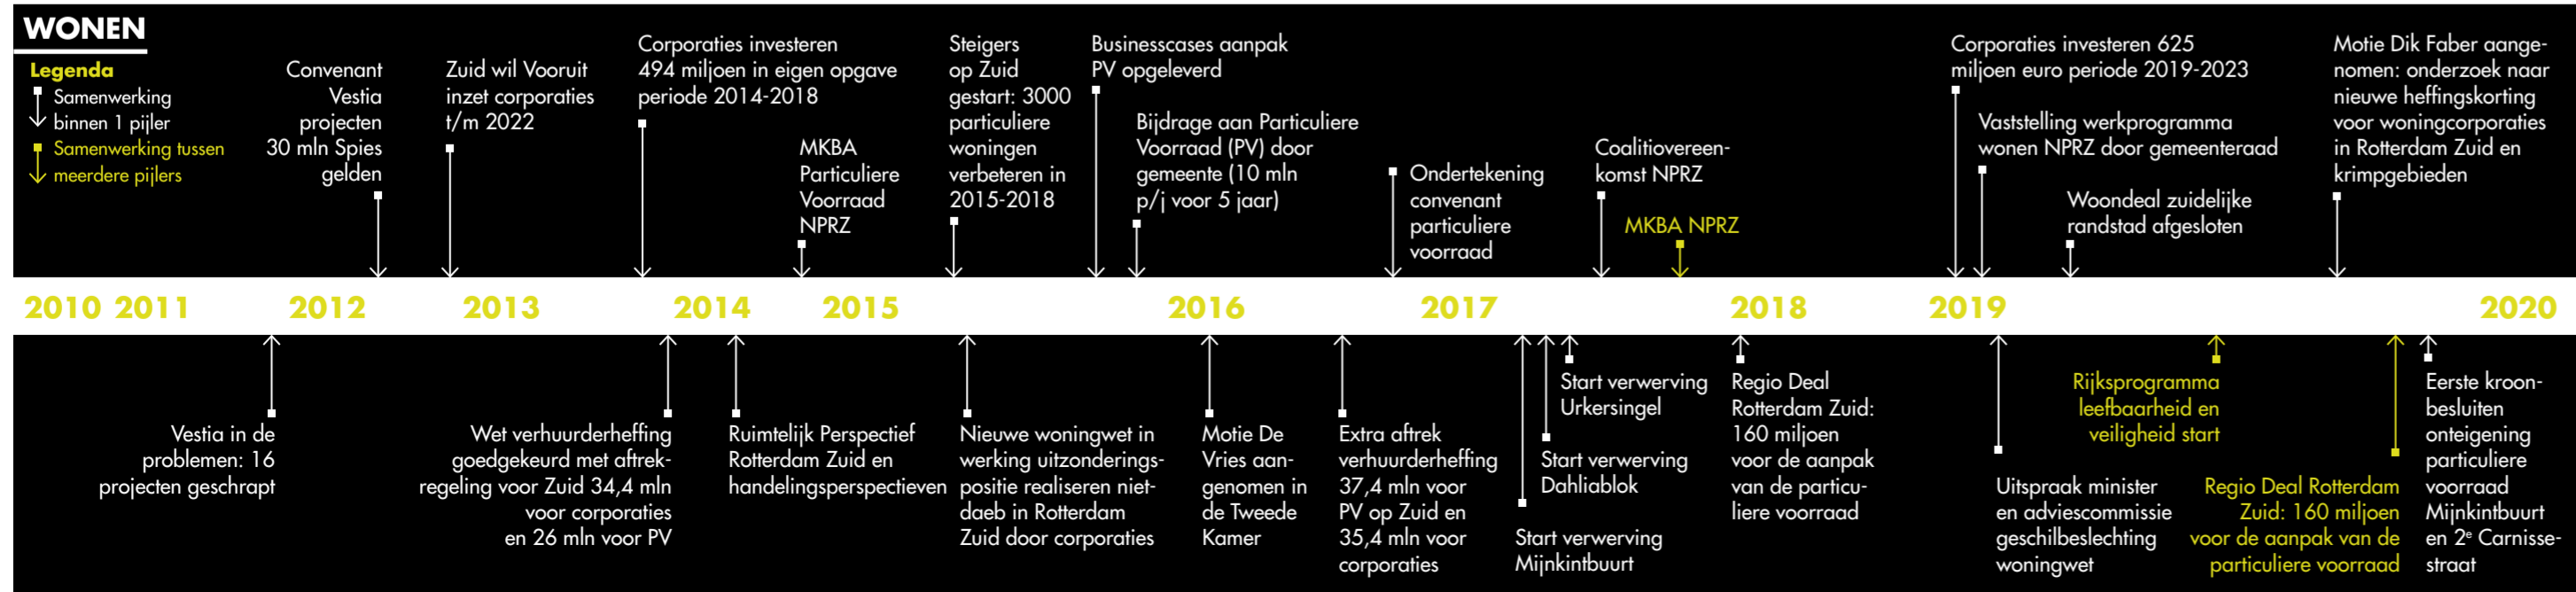 WONEN
Legenda
Samenwerking
binnen 1 pijler
Samenwerking tussen
meerdere pijlers
Convenant
Vestia
projecten
30 mln Spies
gelden
Zuid wil Vooruit
inzet corporaties
t/m 2022
Corporaties investeren
494 miljoen in eigen opgave
periode 2014-2018
MKBA
Particuliere
Voorraad
NPRZ
Steigers
op Zuid
gestart: 3000
particuliere
woningen
verbeteren in
2015-2018
Businesscases aanpak
PV opgeleverd
Bijdrage aan Particuliere
Voorraad (PV) door
gemeente (10 mln
p/j voor 5 jaar)
Ondertekening
convenant
particuliere
voorraad
Coalitieovereen-
komst NPRZ
MKBA NPRZ
Corporaties investeren 625
miljoen euro periode 2019-2023
Vaststelling werkprogramma
wonen NPRZ door gemeenteraad
Woondeal zuidelijke
randstad afgesloten
Motie Dik Faber aange-
nomen: onderzoek naar
nieuwe heffingskorting
voor woningcorporaties
in Rotterdam Zuid en
krimpgebieden
2010 2011 2012 2013 2014 2015 2016 2017 2018 2019 2020
Vestia in de
problemen: 16
projecten geschrapt
Wet verhuurderheffing
goedgekeurd met aftrek-
regeling voor Zuid 34,4 mln
voor corporaties
en 26 mln voor PV
Ruimtelijk Perspectief
Rotterdam Zuid en
handelingsperspectieven
Nieuwe woningwet in
werking uitzonderings-
positie realiseren niet-
daeb in Rotterdam
Zuid door corporaties
Motie De
Vries aan-
genomen in
de Tweede
Kamer
Extra aftrek
verhuurderheffing
37,4 mln voor
PV op Zuid en
35,4 mln voor
corporaties
Start verwerving
Mijnkintbuurt
Start verwerving
Dahliablok
Start verwerving
Urkersingel
Regio Deal
Rotterdam Zuid:
160 miljoen
voor de aanpak
van de particu-
liere voorraad
Uitspraak minister
en adviescommissie
geschilbeslechting
woningwet
Rijksprogramma
leefbaarheid en
veiligheid start
Regio Deal Rotterdam
Zuid: 160 miljoen
voor de aanpak van de
particuliere voorraad
Eerste kroon-
besluiten
onteigening
particuliere
voorraad
Mijnkintbuurt
en 2e Carnisse-
straat